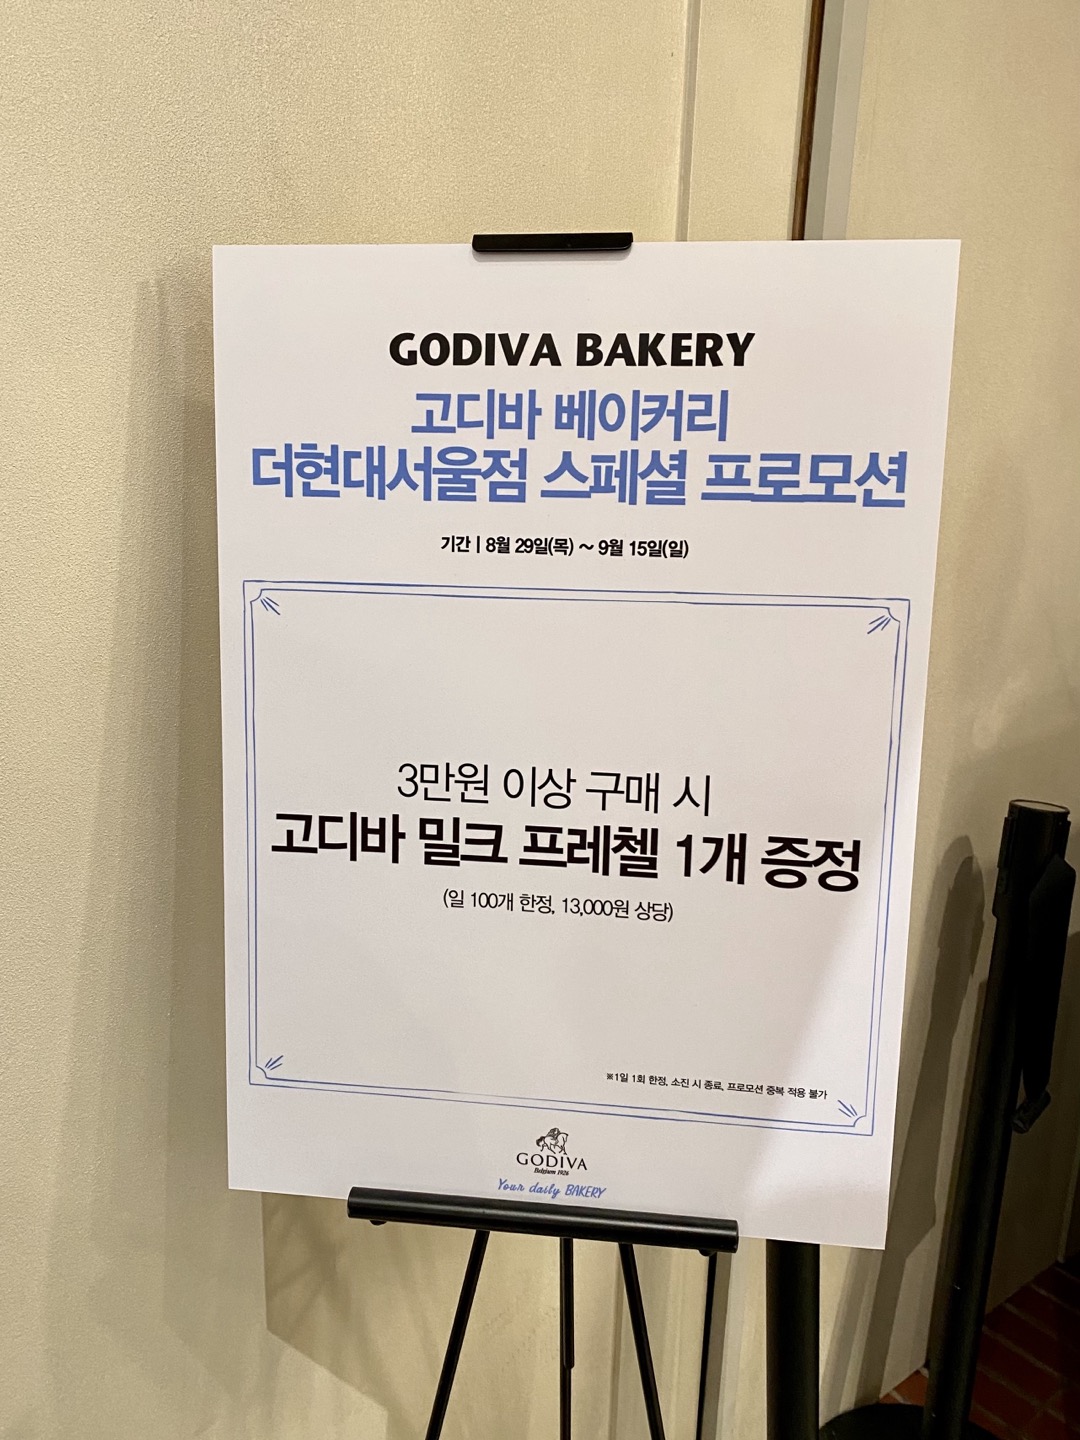 GODIVA BAKERY
고디바 베이커리
더현대서울점 스페셜 프로모션
기간 | 8월 29일(목) ~ 9월 15일(일)
3만원 이상 구매 시
고디바 밀크 프레첼 1개 증정
(일 100개 한정, 13,000원 상당)
※1일 1회 한정, 소진 시 종료, 프로모션 중복 적용 불가
GODIVA
Belgium 1926
Your daily BAKERY